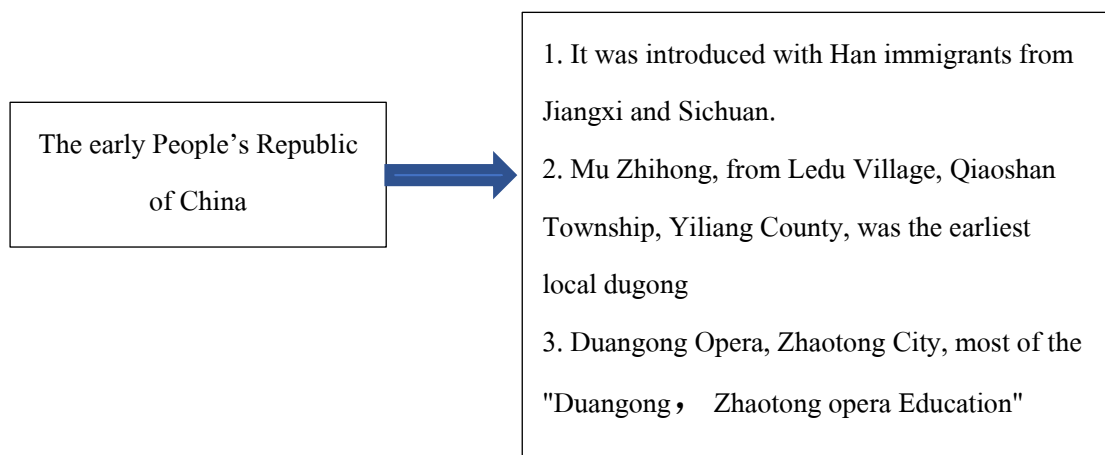 The early People’s Republic
of China
1. It was introduced with Han immigrants from
Jiangxi and Sichuan.
2. Mu Zhihong, from Ledu Village, Qiaoshan
Township, Yiliang County, was the earliest
local dugong
3. Duangong Opera, Zhaotong City, most of the
"Duangong， Zhaotong opera Education"